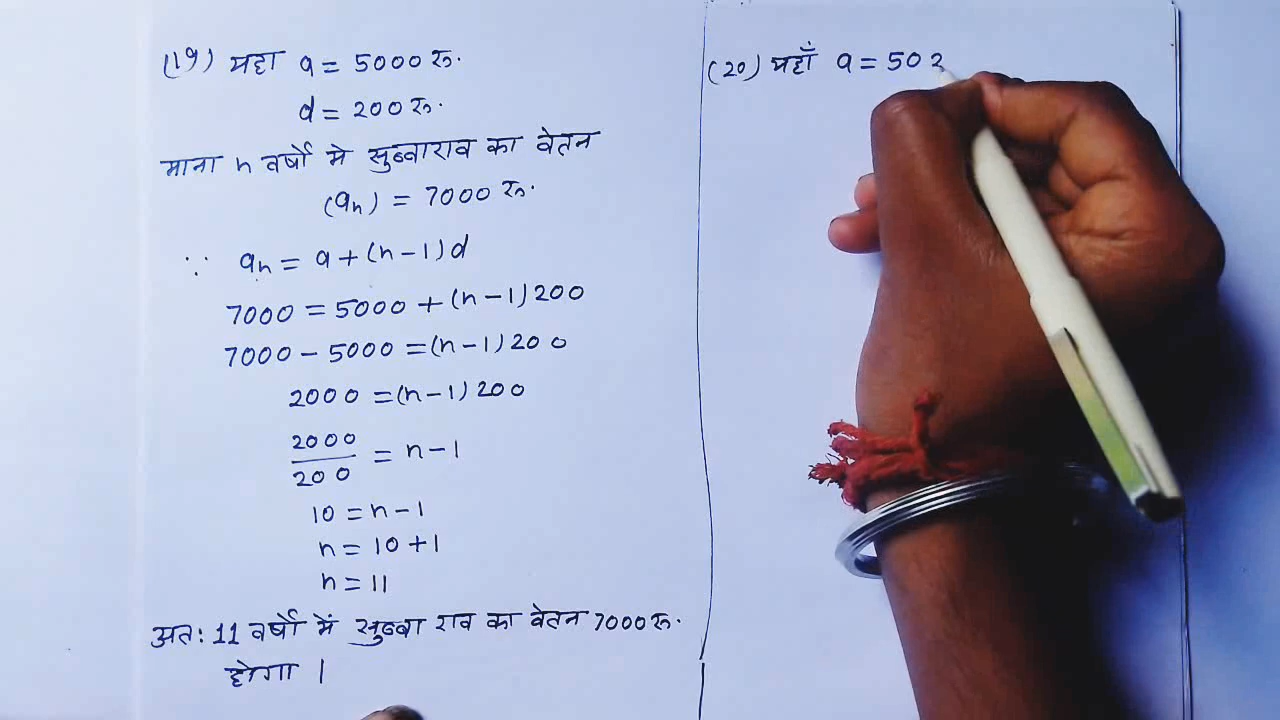 (19) यहा a = 5000 रु.
d = 200 रु.
माना n वर्षो मे सुब्वाराव का वेतन
(an) = 7000 रु.
∵ an = a + (n - 1) d
7000 = 5000 + (n - 1) 200
7000 - 5000 = (n - 1) 200
2000 = (n - 1) 200
2000/200 = n - 1
10 = n - 1
n = 10 + 1
n = 11
अत: 11 वर्षो में सुब्वा राव का वेतन 7000 रु.
होगा |
(20) यहाँ a = 50